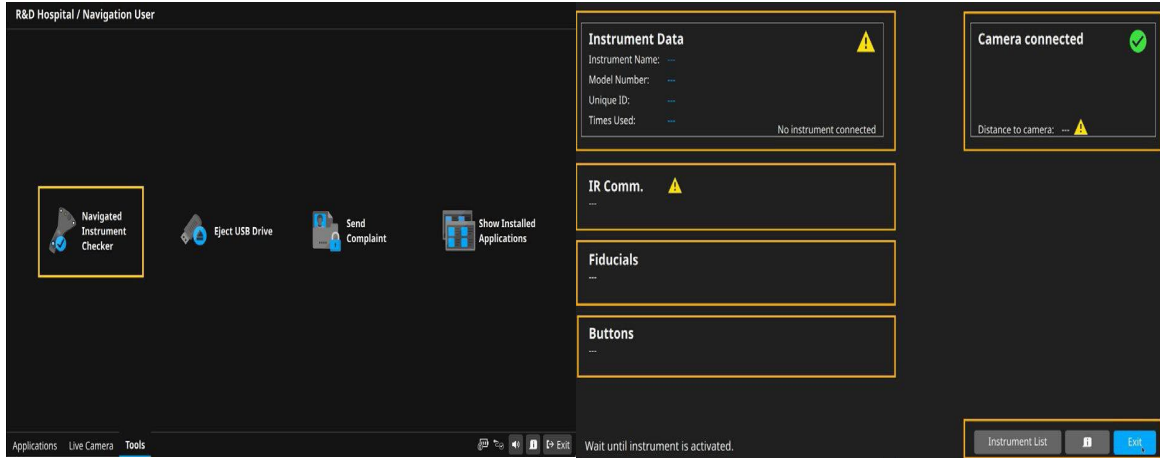 R&D Hospital / Navigation User
Navigated
Instrument
Checker
Eject USB Drive
Send
Complaint
Show Installed
Applications
Applications Live Camera Tools
Exit
Instrument Data
Instrument Name: ---
Model Number: ---
Unique ID: ---
Times Used: ---
No instrument connected
Camera connected
Distance to camera: ---
IR Comm.
---
Fiducials
---
Buttons
---
Wait until instrument is activated.
Instrument List
Exit